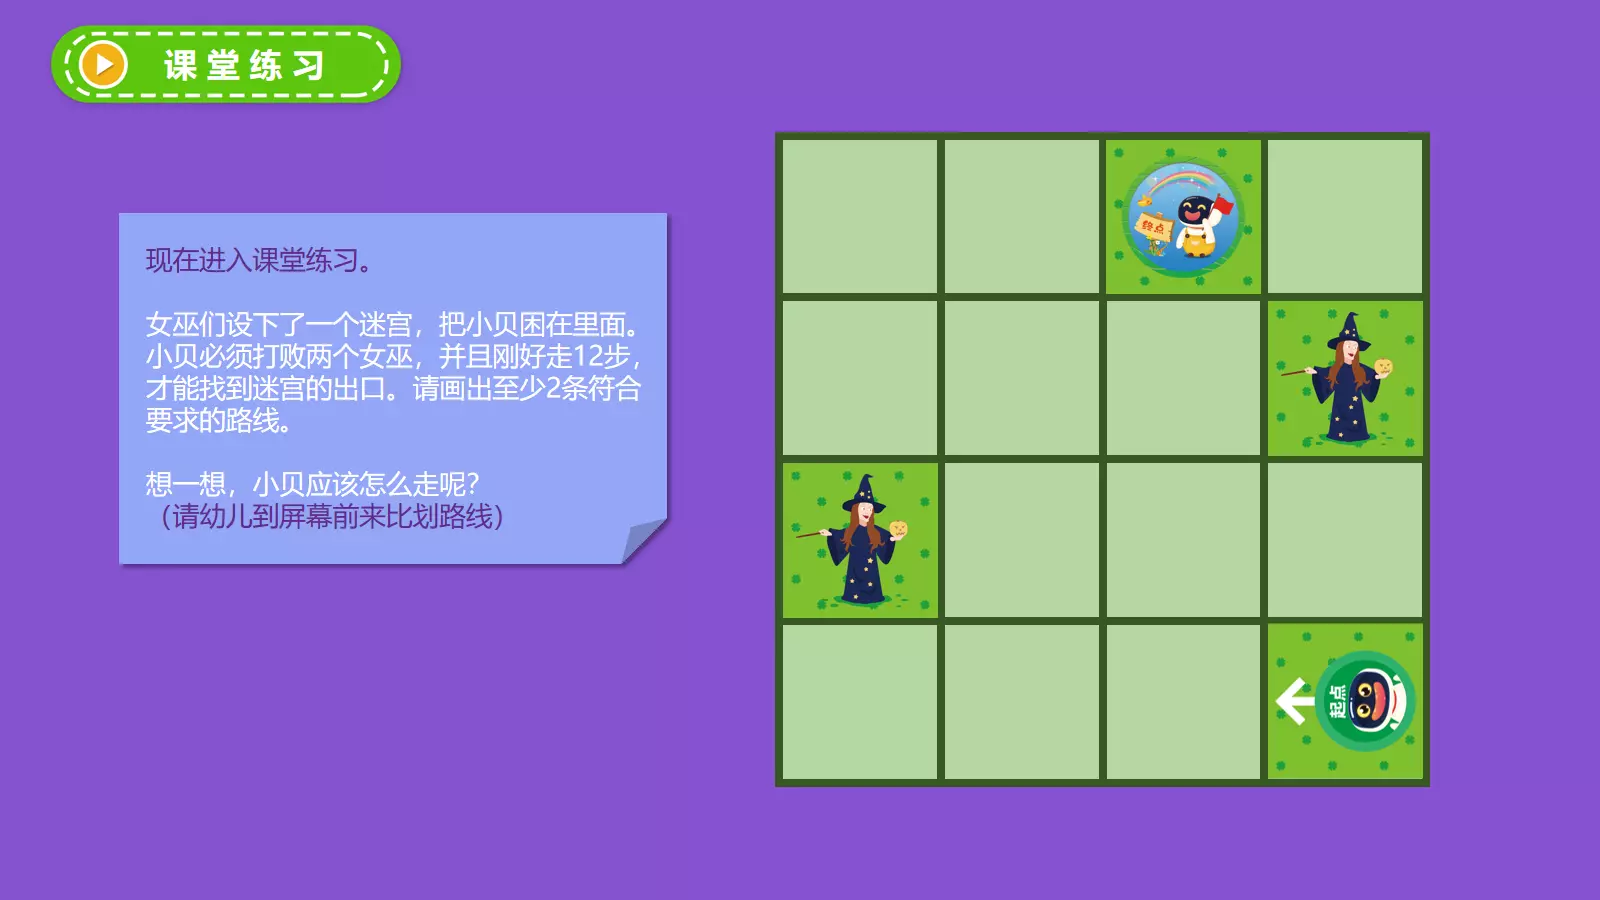 课堂练习
现在进入课堂练习。
女巫们设下了一个迷宫，把小贝困在里面。
小贝必须打败两个女巫，并且刚好走12步，
才能找到迷宫的出口。请画出至少2条符合
要求的路线。
想一想，小贝应该怎么走呢？
（请幼儿到屏幕前来比划路线）
终点
起点